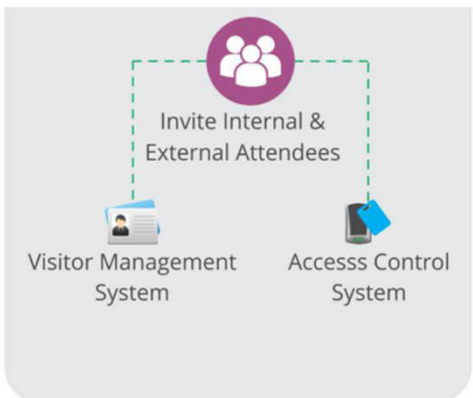 Invite Internal &
External Attendees
Visitor Management
System
Accesss Control
System